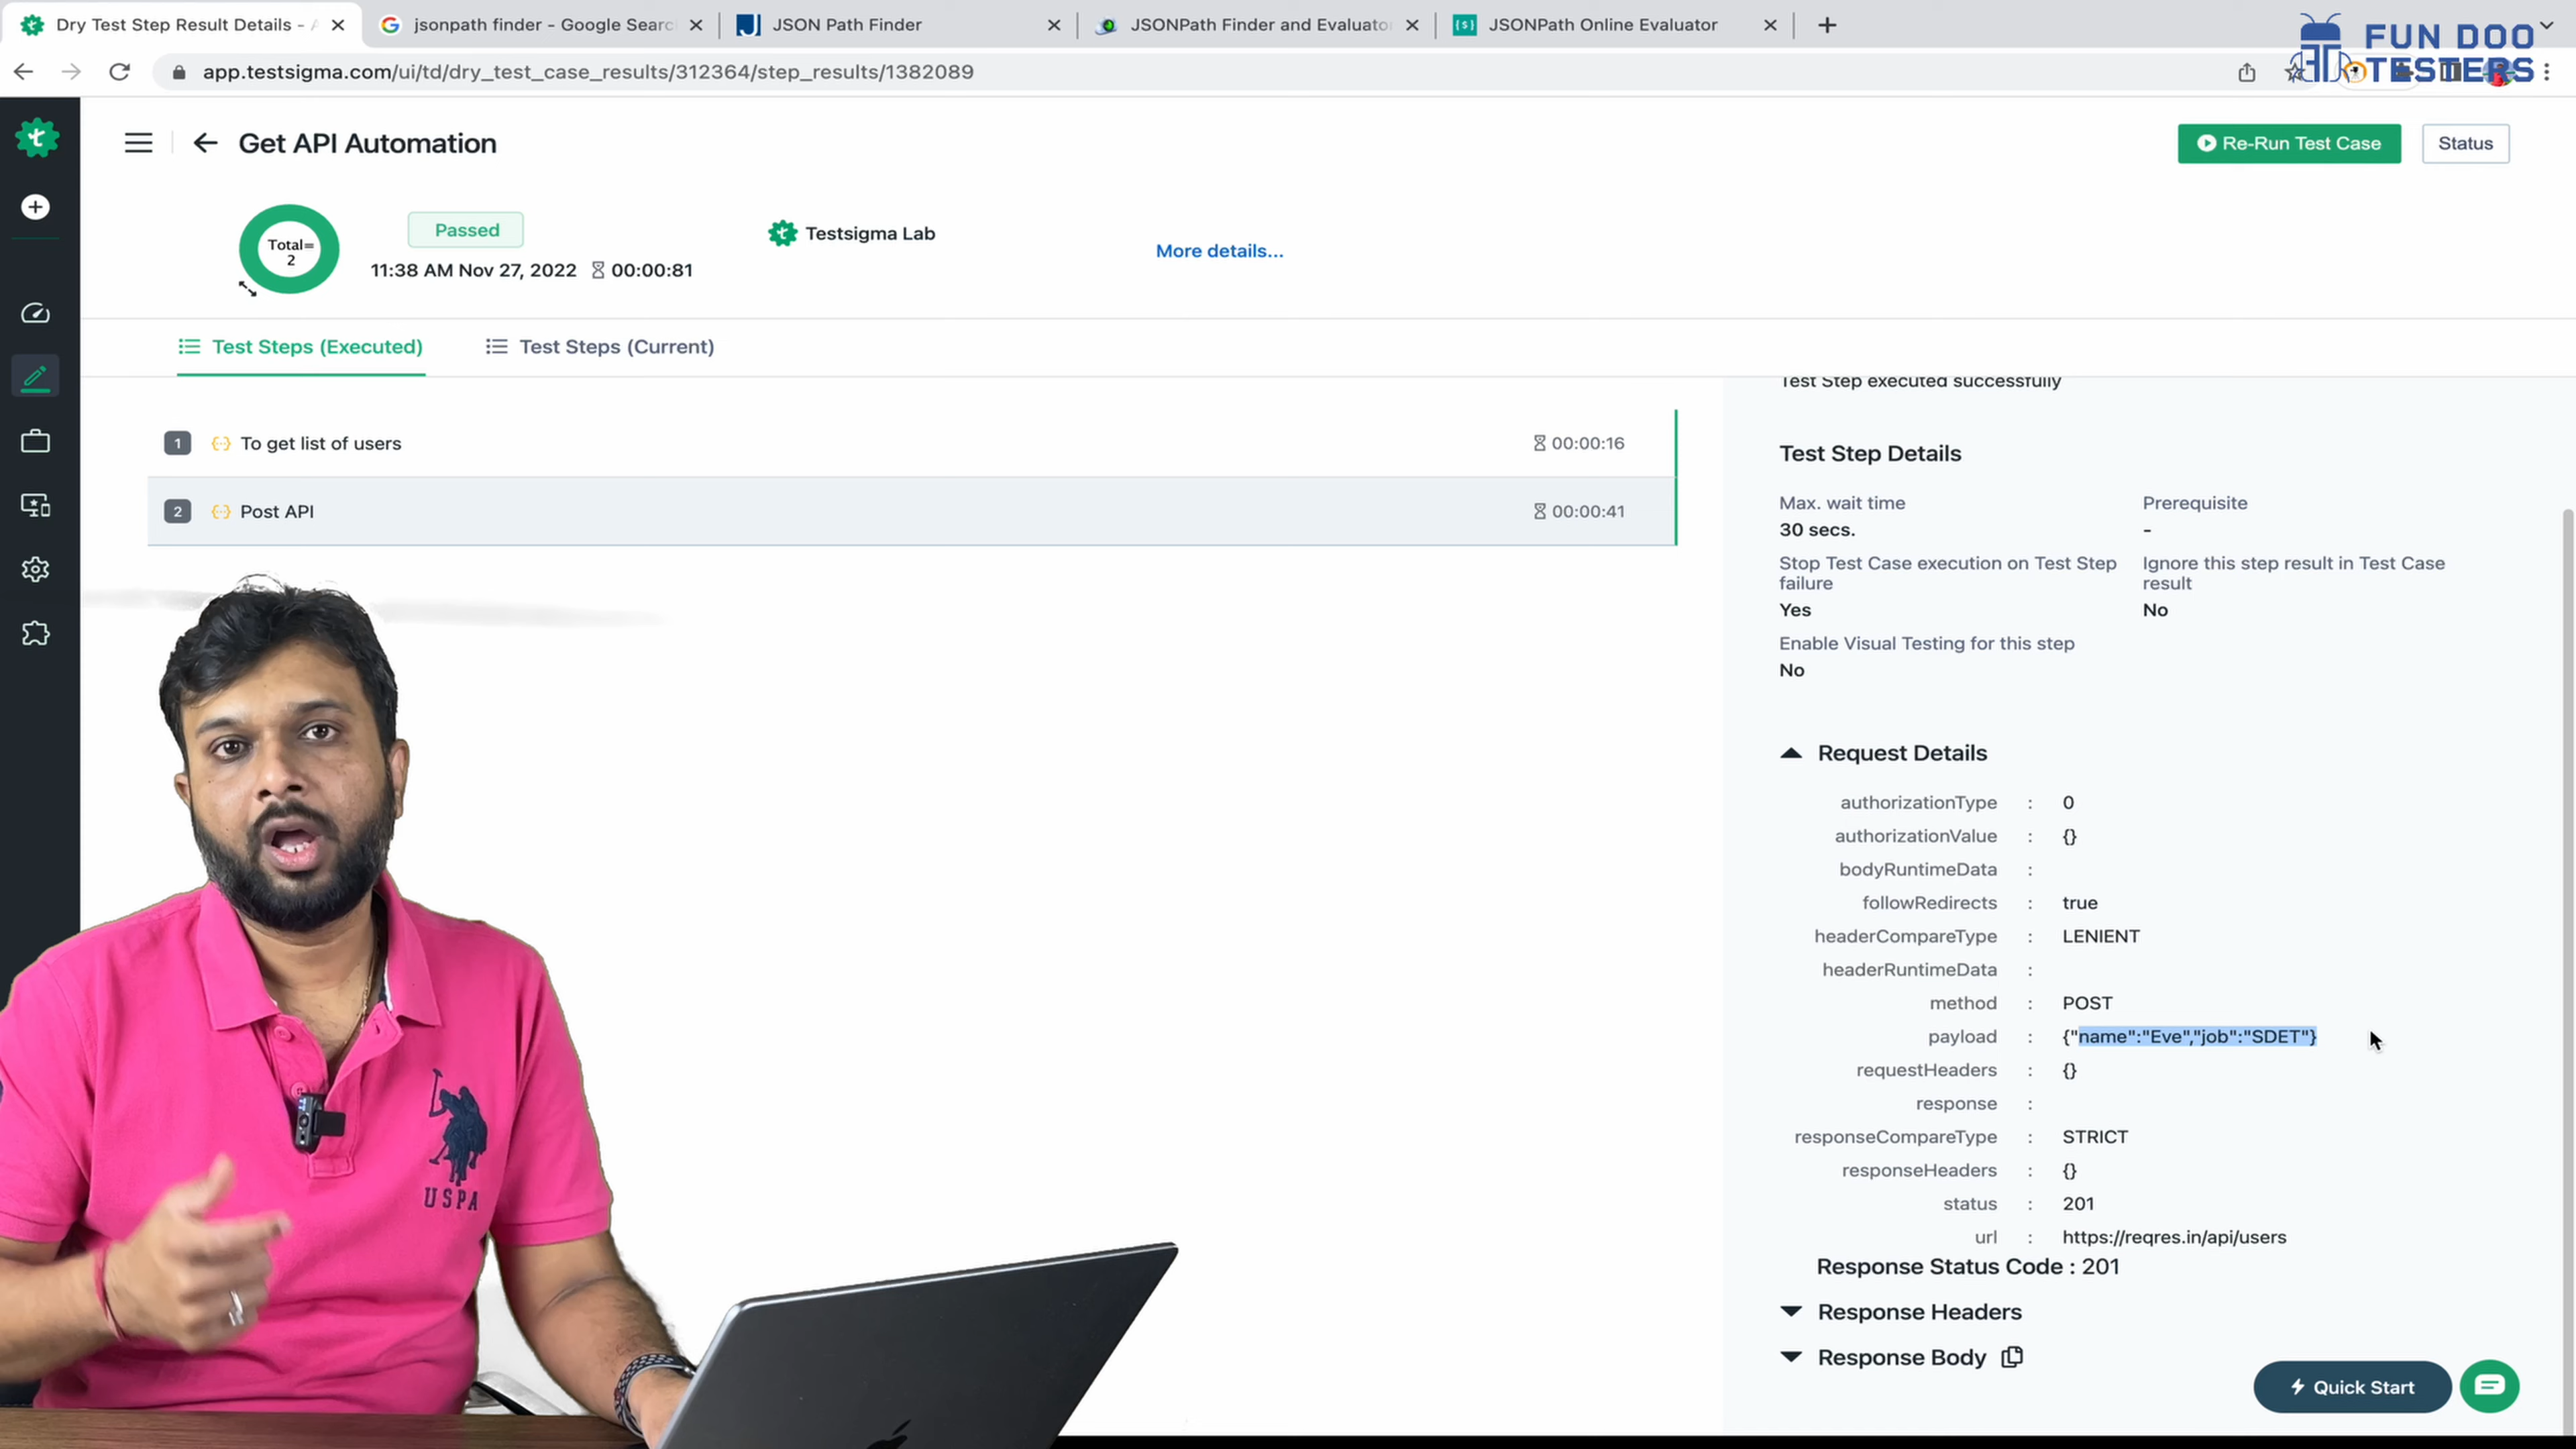 Dry Test Step Result Details -
jsonpath finder - Google Searc
JSON Path Finder
JSONPath Finder and Evaluato
JSONPath Online Evaluator
app.testsigma.com/ui/td/dry_test_case_results/312364/step_results/1382089
FUN DOO
TESTERS
Get API Automation
Re-Run Test Case
Status
Total=
2
Passed
11:38 AM Nov 27, 2022
00:00:81
Testsigma Lab
More details...
Test Steps (Executed)
Test Steps (Current)
1 {··} To get list of users 00:00:16
2 {··} Post API 00:00:41
Test Step executed successfully
Test Step Details
Max. wait time
30 secs.
Prerequisite
-
Stop Test Case execution on Test Step
failure
Yes
Ignore this step result in Test Case
result
No
Enable Visual Testing for this step
No
Request Details
authorizationType : 0
authorizationValue : {}
bodyRuntimeData :
followRedirects : true
headerCompareType : LENIENT
headerRuntimeData :
method : POST
payload : {"name":"Eve","job":"SDET"}
requestHeaders : {}
response :
responseCompareType : STRICT
responseHeaders : {}
status : 201
url : https://reqres.in/api/users
Response Status Code : 201
Response Headers
Response Body
Quick Start
USPA